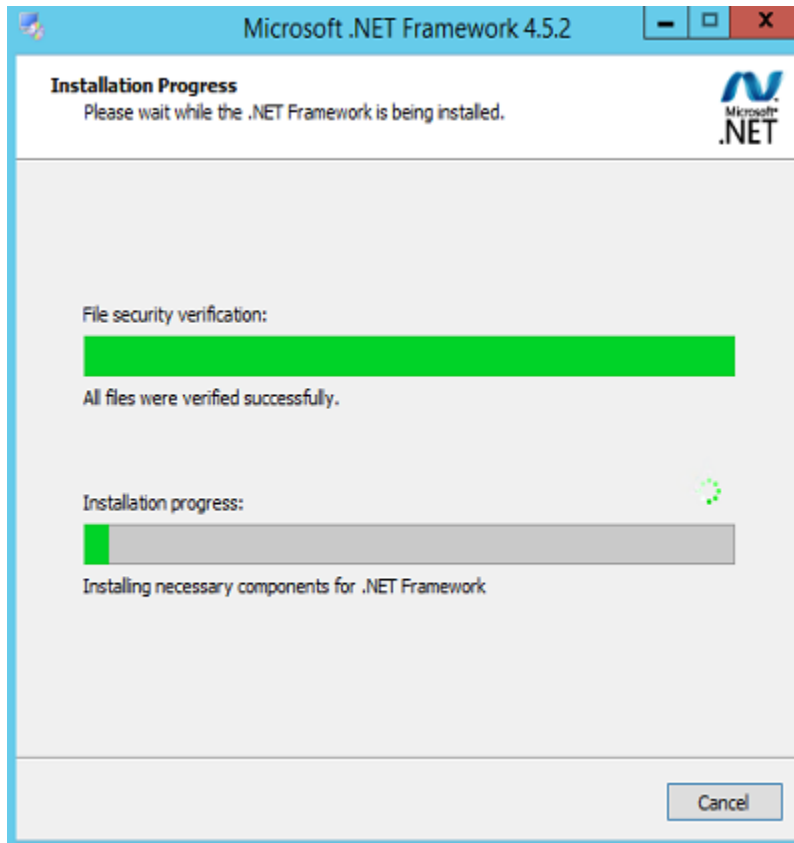 Microsoft .NET Framework 4.5.2
Installation Progress
Please wait while the .NET Framework is being installed.
Microsoft
.NET
File security verification:
All files were verified successfully.
Installation progress:
Installing necessary components for .NET Framework
Cancel